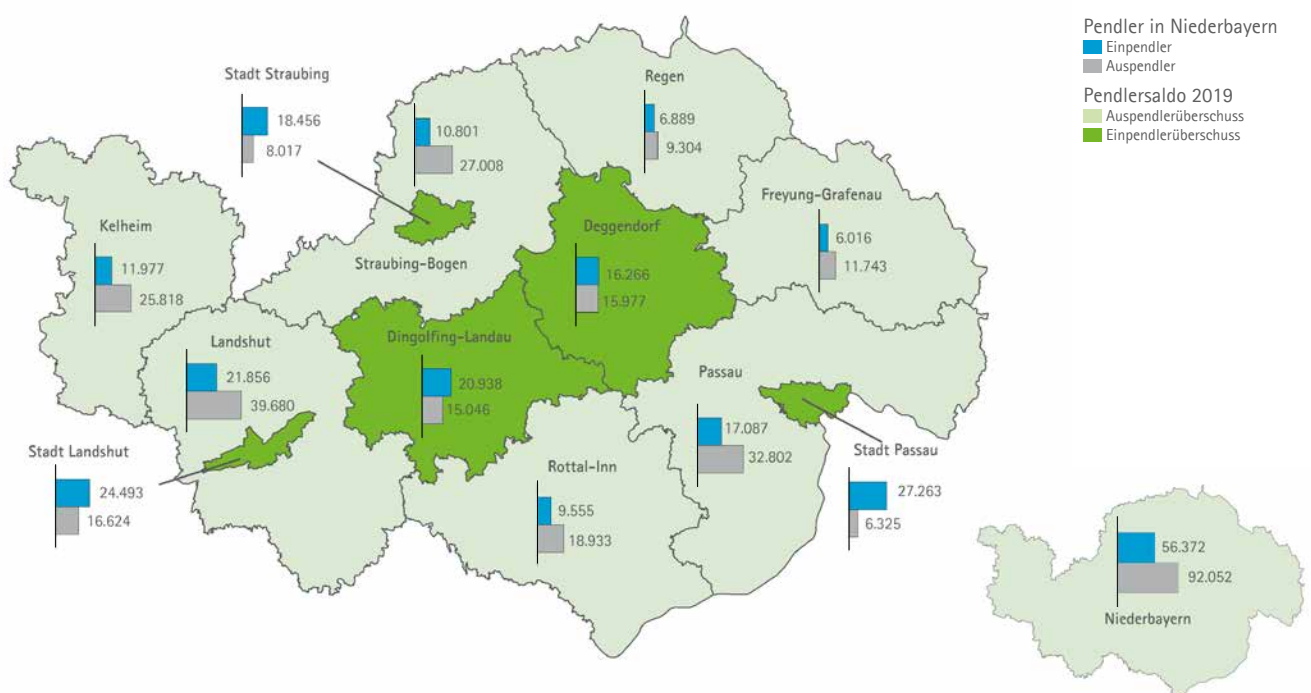 Pendler in Niederbayern
Einpendler
Auspendler
Pendlersaldo 2019
Auspendlerüberschuss
Einpendlerüberschuss
Stadt Straubing
18.456
8.017
10.801
27.008
Straubing-Bogen
Regen
6.889
9.304
Freyung-Grafenau
6.016
11.743
Kelheim
11.977
25.818
Deggendorf
16.266
15.977
Landshut
21.856
39.680
Dingolfing-Landau
20.938
15.046
Passau
17.087
32.802
Stadt Landshut
24.493
16.624
Rottal-Inn
9.555
18.933
Stadt Passau
27.263
6.325
56.372
92.052
Niederbayern